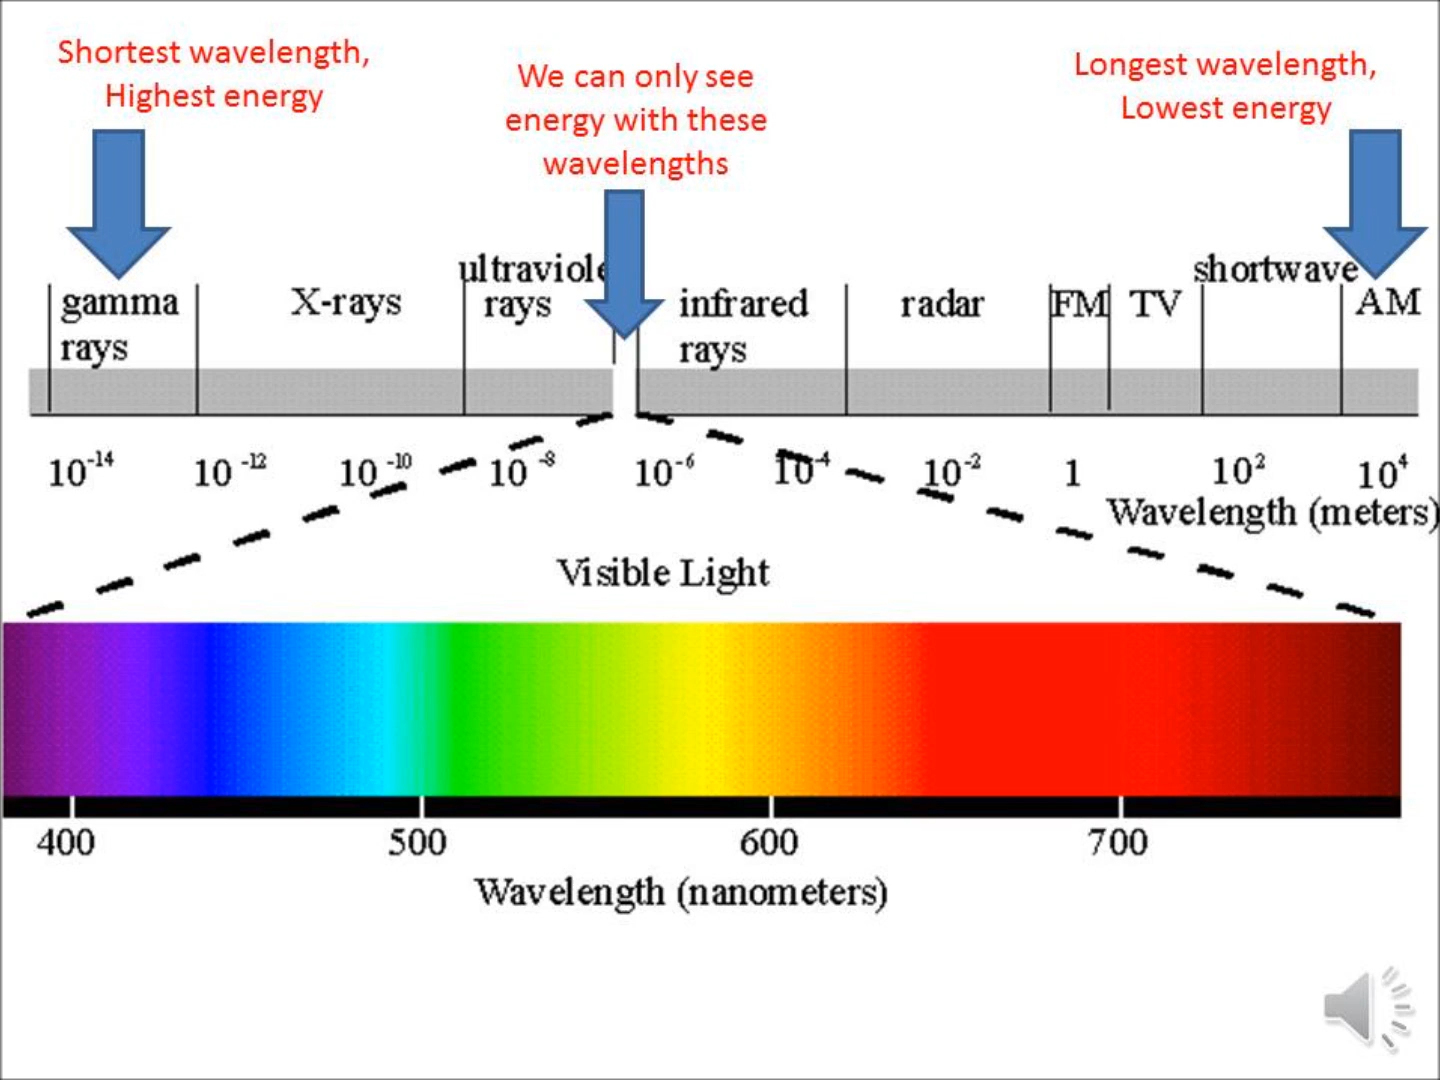 Shortest wavelength,
Highest energy
We can only see
energy with these
wavelengths
Longest wavelength,
Lowest energy
gamma
rays
X-rays
ultraviole
rays
infrared
rays
radar
FM
TV
shortwave
AM
10⁻¹⁴ 10⁻¹² 10⁻¹⁰ 10⁻⁸ 10⁻⁶ 10⁻⁴ 10⁻² 1 10² 10⁴
Wavelength (meters)
Visible Light
400 500 600 700
Wavelength (nanometers)